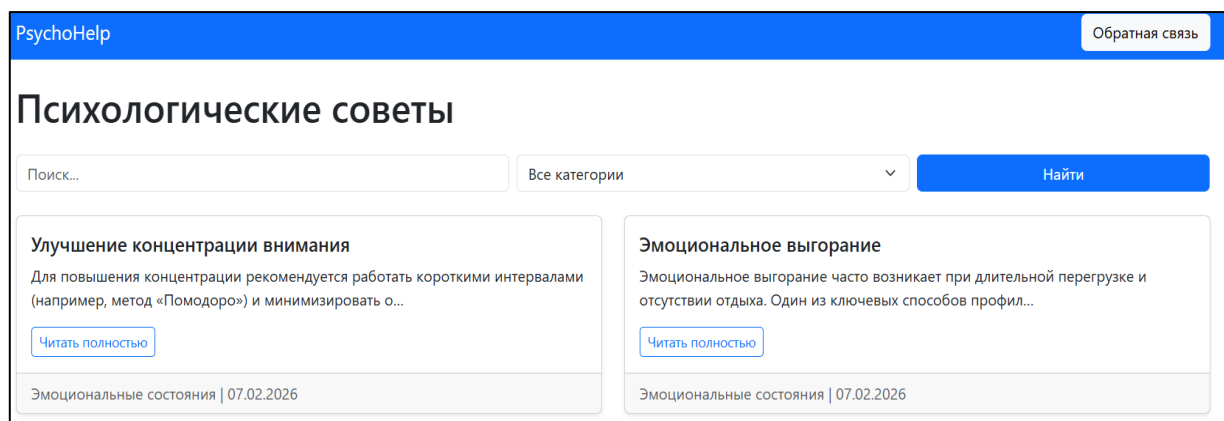 PsychoHelp
Обратная связь
Психологические советы
Поиск...
Все категории
Найти
Улучшение концентрации внимания
Для повышения концентрации рекомендуется работать короткими интервалами
(например, метод «Помодоро») и минимизировать о...
Читать полностью
Эмоциональные состояния | 07.02.2026
Эмоциональное выгорание
Эмоциональное выгорание часто возникает при длительной перегрузке и
отсутствии отдыха. Один из ключевых способов профил...
Читать полностью
Эмоциональные состояния | 07.02.2026